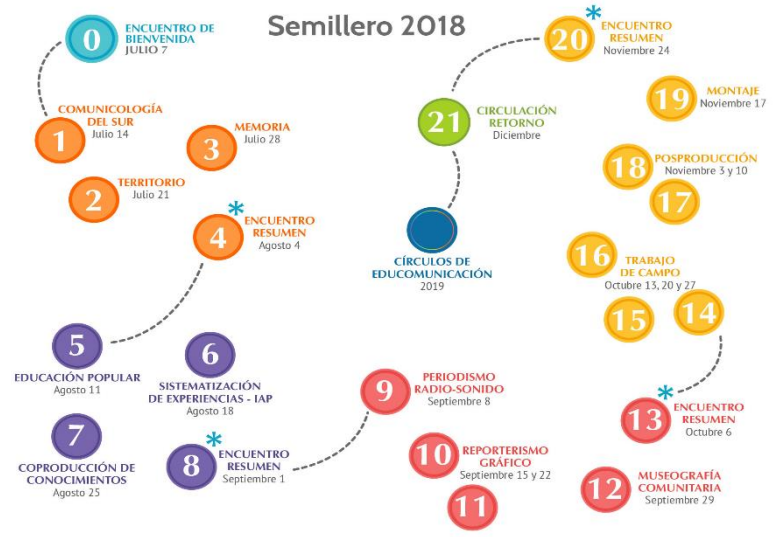 Semillero 2018
0
ENCUENTRO DE
BIENVENIDA
JULIO 7
1
COMUNICOLOGÍA
DEL SUR
Julio 14
2
TERRITORIO
Julio 21
3
MEMORIA
Julio 28
4
*
ENCUENTRO
RESUMEN
Agosto 4
5
EDUCACIÓN POPULAR
Agosto 11
6
SISTEMATIZACIÓN
DE EXPERIENCIAS - IAP
Agosto 18
7
COPRODUCCIÓN DE
CONOCIMIENTOS
Agosto 25
8
*
ENCUENTRO
RESUMEN
Septiembre 1
9
PERIODISMO
RADIO-SONIDO
Septiembre 8
10
REPORTERISMO
GRÁFICO
Septiembre 15 y 22
11
12
MUSEOGRAFÍA
COMUNITARIA
Septiembre 29
13
*
ENCUENTRO
RESUMEN
Octubre 6
14
15
16
TRABAJO
DE CAMPO
Octubre 13, 20 y 27
17
18
POSPRODUCCIÓN
Noviembre 3 y 10
19
MONTAJE
Noviembre 17
20
*
ENCUENTRO
RESUMEN
Noviembre 24
21
CIRCULACIÓN
RETORNO
Diciembre
CÍRCULOS DE
EDUCOMUNICACIÓN
2019